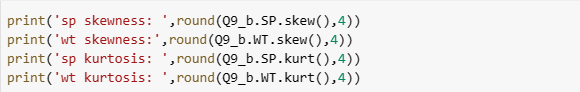 print('sp skewness: ',round(Q9_b.SP.skew(),4))
print('wt skewness:',round(Q9_b.WT.skew(),4))
print('sp kurtosis: ',round(Q9_b.SP.kurt(),4))
print('wt kurtosis: ',round(Q9_b.WT.kurt(),4))